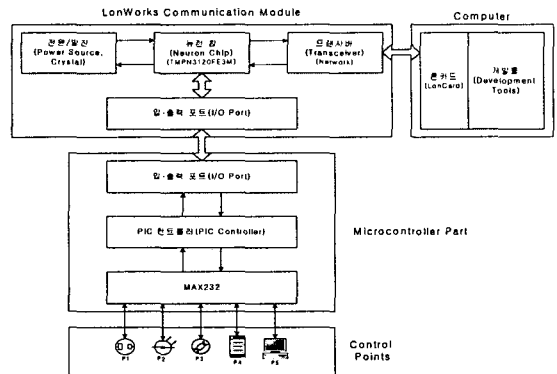 LonWorks Communication Module
Computer
전원/발진
(Power Source,
Crystal)
뉴런 칩
(Neuron Chip)
(TMPN3120FE3M)
트랜시버
(Transceiver)
(Network)
론카드
(LonCard)
개발툴
(Development
Tools)
입·출력 포트(I/O Port)
입·출력 포트(I/O Port)
PIC 컨트롤러(PIC Controller)
Microcontroller Part
MAX232
P1
P2
P3
P4
P5
Control
Points